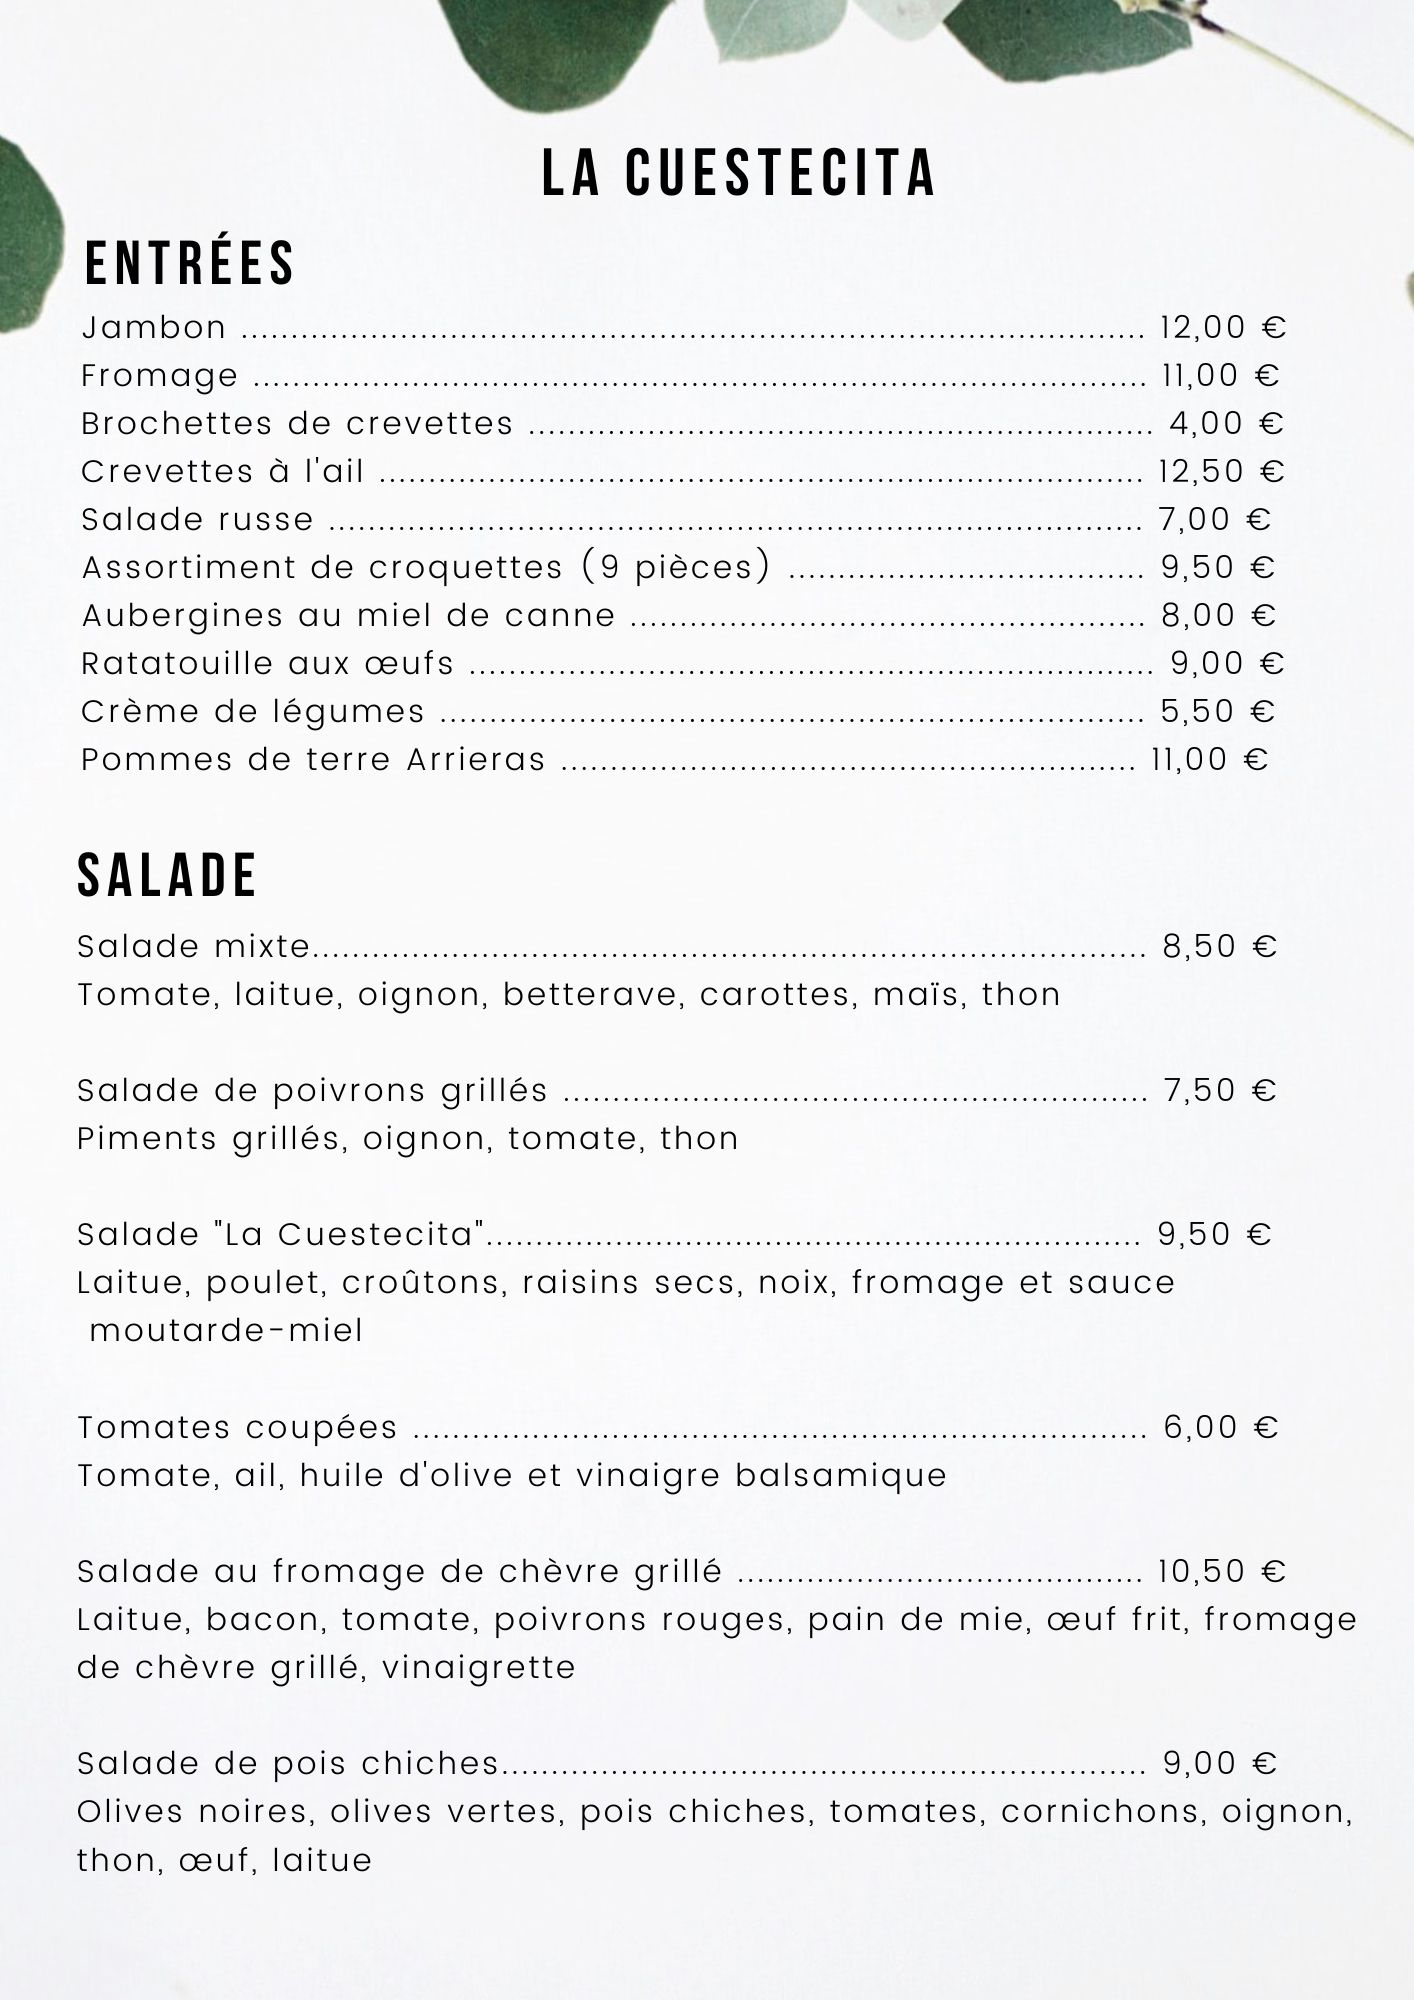 LA CUESTECITA
ENTRÉES
Jambon ........................................................................................... 12,00 €
Fromage .......................................................................................... 11,00 €
Brochettes de crevettes ............................................................... 4,00 €
Crevettes à l'ail ............................................................................. 12,50 €
Salade russe .................................................................................. 7,00 €
Assortiment de croquettes (9 pièces) .................................... 9,50 €
Aubergines au miel de canne .................................................... 8,00 €
Ratatouille aux œufs ..................................................................... 9,00 €
Crème de légumes ....................................................................... 5,50 €
Pommes de terre Arrieras .......................................................... 11,00 €
SALADE
Salade mixte.................................................................................... 8,50 €
Tomate, laitue, oignon, betterave, carottes, maïs, thon
Salade de poivrons grillés ........................................................... 7,50 €
Piments grillés, oignon, tomate, thon
Salade "La Cuestecita".................................................................. 9,50 €
Laitue, poulet, croûtons, raisins secs, noix, fromage et sauce
moutarde-miel
Tomates coupées .......................................................................... 6,00 €
Tomate, ail, huile d'olive et vinaigre balsamique
Salade au fromage de chèvre grillé ......................................... 10,50 €
Laitue, bacon, tomate, poivrons rouges, pain de mie, œuf frit, fromage
de chèvre grillé, vinaigrette
Salade de pois chiches................................................................. 9,00 €
Olives noires, olives vertes, pois chiches, tomates, cornichons, oignon,
thon, œuf, laitue